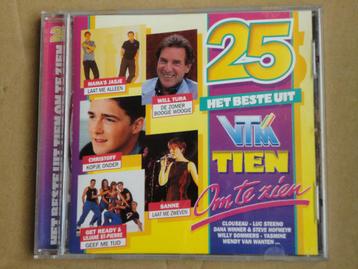 HET BESTE UIT TIEN OM TE ZIEN
MAMA'S JASJE
LAAT ME ALLEEN
WILL TURA
DE ZOMER
BOOGIE WOOGIE
CHRISTOFF
KOPJE ONDER
SANNE
LAAT ME ZWEVEN
GET READY &
LILIANE ST-PIERRE
GEEF ME TIJD
25
HET BESTE UIT
VTM
TIEN
Om te zien
CLOUSEAU - LUC STEENO
DANA WINNER & STEVE HOFMEYR
WILLY SOMMERS - YASMINE
WENDY VAN WANTEN ...